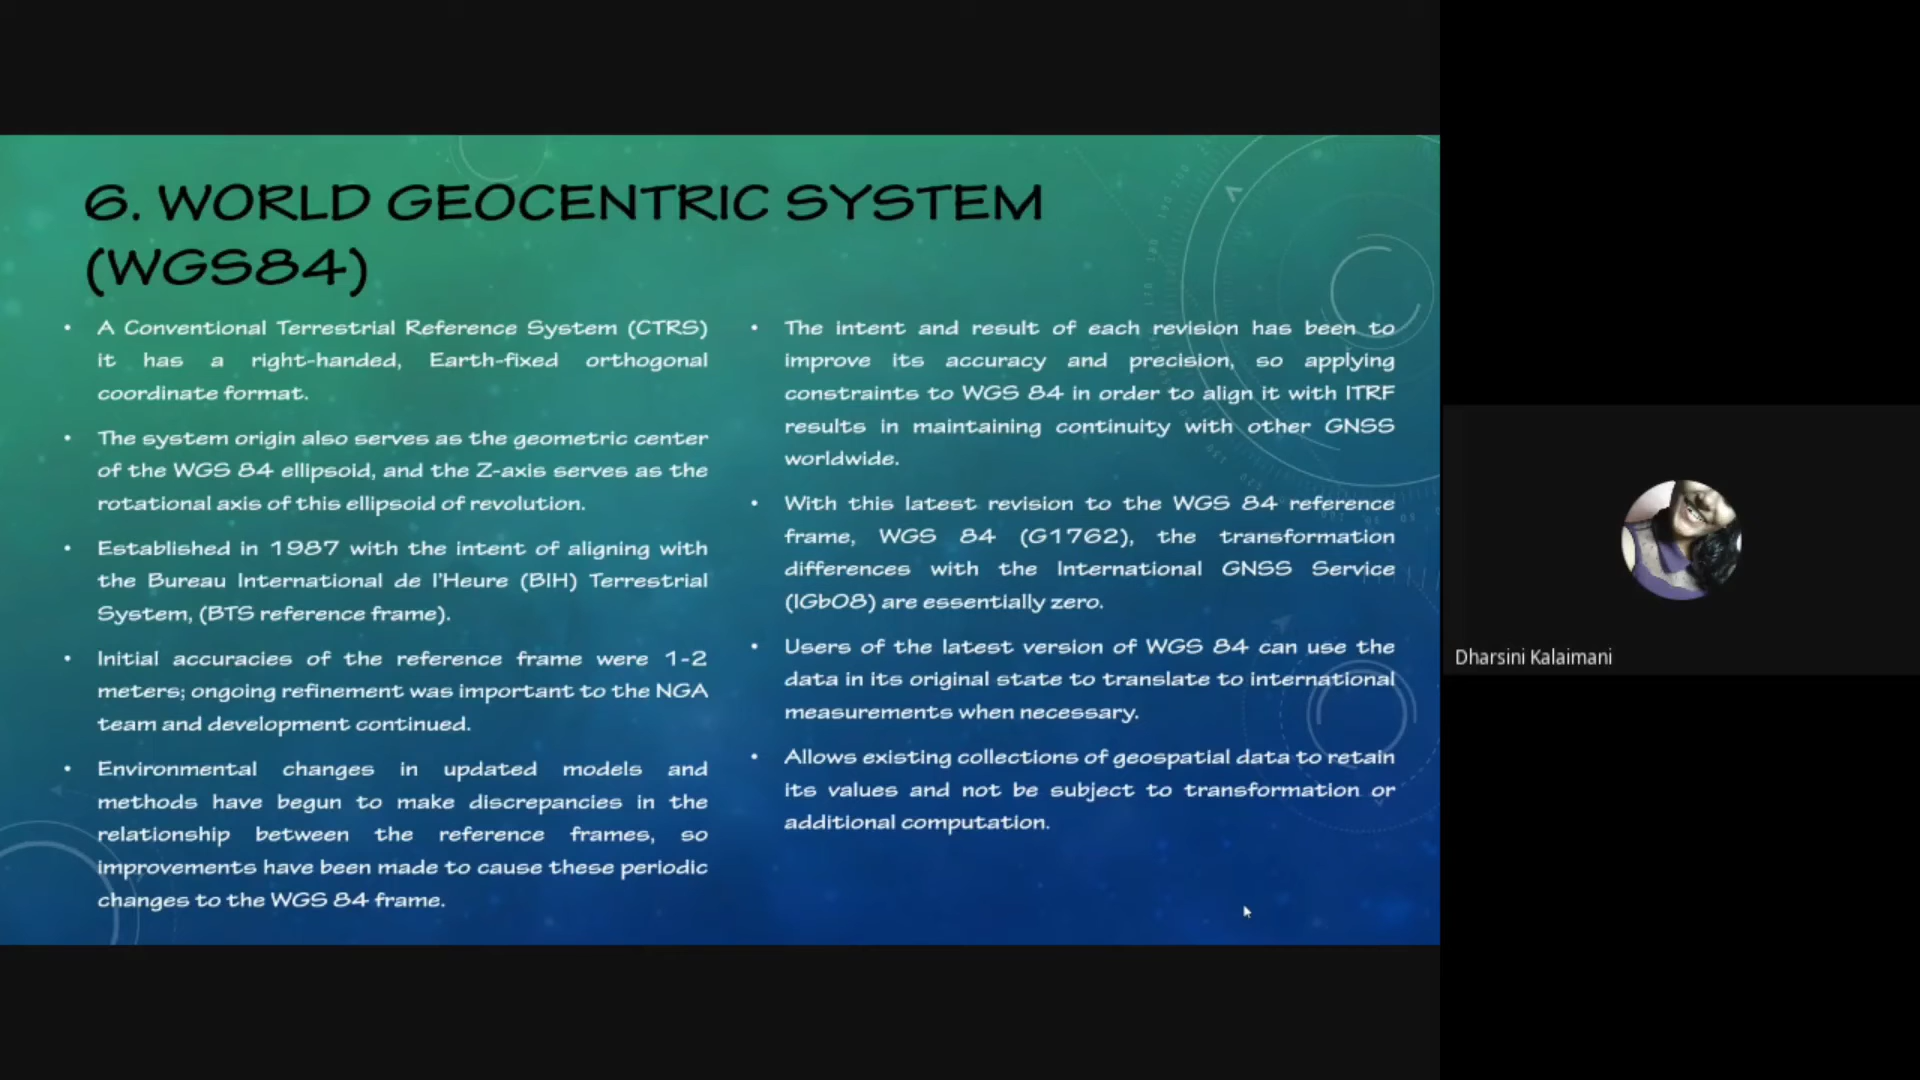 6. WORLD GEOCENTRIC SYSTEM
(WGS84)
• A Conventional Terrestrial Reference System (CTRS)
it has a right-handed, Earth-fixed orthogonal
coordinate format.
• The system origin also serves as the geometric center
of the WGS 84 ellipsoid, and the Z-axis serves as the
rotational axis of this ellipsoid of revolution.
• Established in 1987 with the intent of aligning with
the Bureau International de l'Heure (BIH) Terrestrial
System, (BTS reference frame).
• Initial accuracies of the reference frame were 1-2
meters; ongoing refinement was important to the NGA
team and development continued.
• Environmental changes in updated models and
methods have begun to make discrepancies in the
relationship between the reference frames, so
improvements have been made to cause these periodic
changes to the WGS 84 frame.
• The intent and result of each revision has been to
improve its accuracy and precision, so applying
constraints to WGS 84 in order to align it with ITRF
results in maintaining continuity with other GNSS
worldwide.
• With this latest revision to the WGS 84 reference
frame, WGS 84 (G1762), the transformation
differences with the International GNSS Service
(IGb08) are essentially zero.
• Users of the latest version of WGS 84 can use the
data in its original state to translate to international
measurements when necessary.
• Allows existing collections of geospatial data to retain
its values and not be subject to transformation or
additional computation.
Dharsini Kalaimani